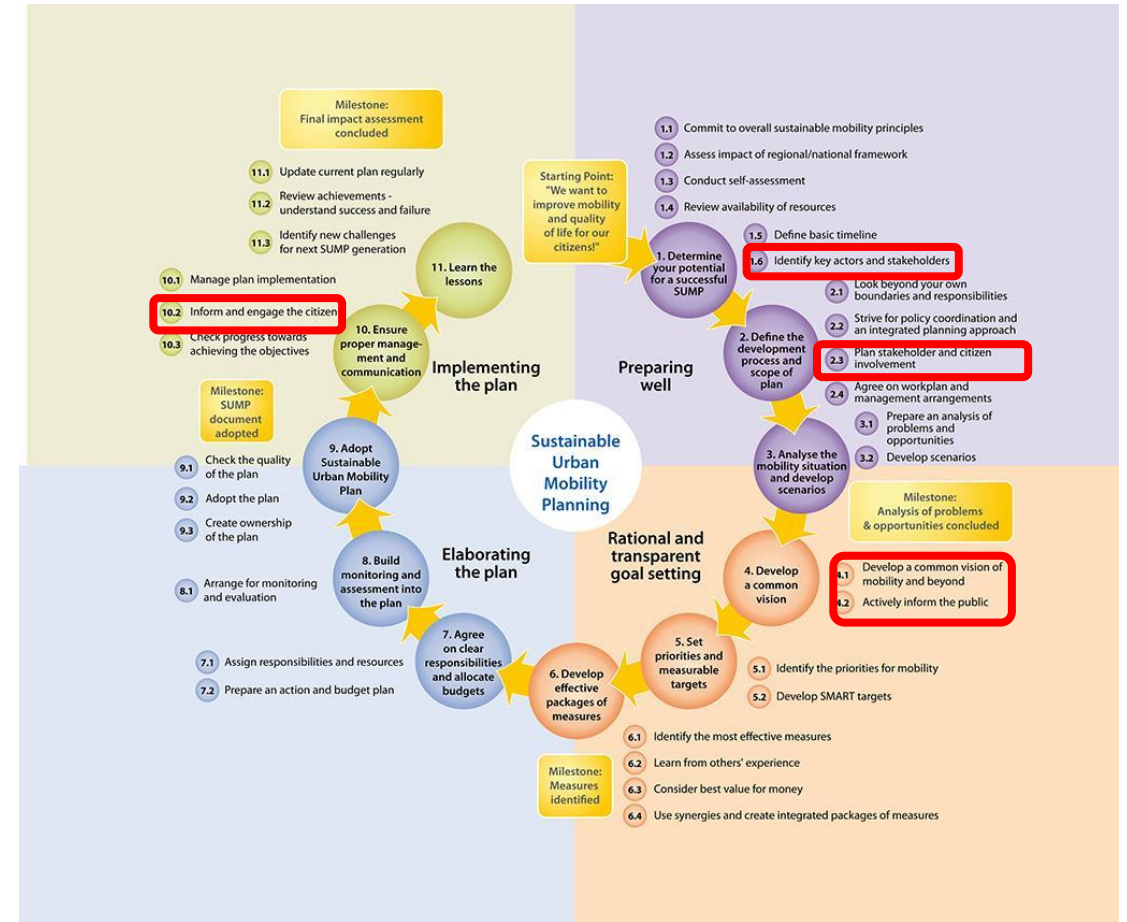 Milestone:
Final impact assessment
concluded
11.1 Update current plan regularly
11.2 Review achievements -
understand success and failure
11.3 Identify new challenges
for next SUMP generation
10.1 Manage plan implementation
10.2 Inform and engage the citizen
10.3 Check progress towards
achieving the objectives
11. Learn the
lessons
10. Ensure
proper manage-
ment and
communication
Implementing
the plan
Milestone:
SUMP
document
adopted
Starting Point:
"We want to
improve mobility
and quality
of life for our
citizens!"
1.1 Commit to overall sustainable mobility principles
1.2 Assess impact of regional/national framework
1.3 Conduct self-assessment
1.4 Review availability of resources
1.5 Define basic timeline
1.6 Identify key actors and stakeholders
1. Determine
your potential
for a successful
SUMP
2.1 Look beyond your own
boundaries and responsibilities
2.2 Strive for policy coordination and
an integrated planning approach
2.3 Plan stakeholder and citizen
involvement
2.4 Agree on workplan and
management arrangements
2. Define the
development
process and
scope of
plan
Preparing
well
3.1 Prepare an analysis of
problems and
opportunities
3.2 Develop scenarios
3. Analyse the
mobility situation
and develop
scenarios
Sustainable
Urban
Mobility
Planning
Milestone:
Analysis of problems
& opportunities concluded
Rational and
transparent
goal setting
4. Develop
a common
vision
4.1 Develop a common vision of
mobility and beyond
4.2 Actively inform the public
5. Set
priorities and
measurable
targets
5.1 Identify the priorities for mobility
5.2 Develop SMART targets
6. Develop
effective
packages of
measures
6.1 Identify the most effective measures
6.2 Learn from others' experience
6.3 Consider best value for money
6.4 Use synergies and create integrated packages of measures
Milestone:
Measures
identified
Elaborating
the plan
7. Agree
on clear
responsibilities
and allocate
budgets
7.1 Assign responsibilities and resources
7.2 Prepare an action and budget plan
8. Build
monitoring and
assessment into
the plan
8.1 Arrange for monitoring
and evaluation
9. Adopt
Sustainable
Urban Mobility
Plan
9.1 Check the quality
of the plan
9.2 Adopt the plan
9.3 Create ownership
of the plan